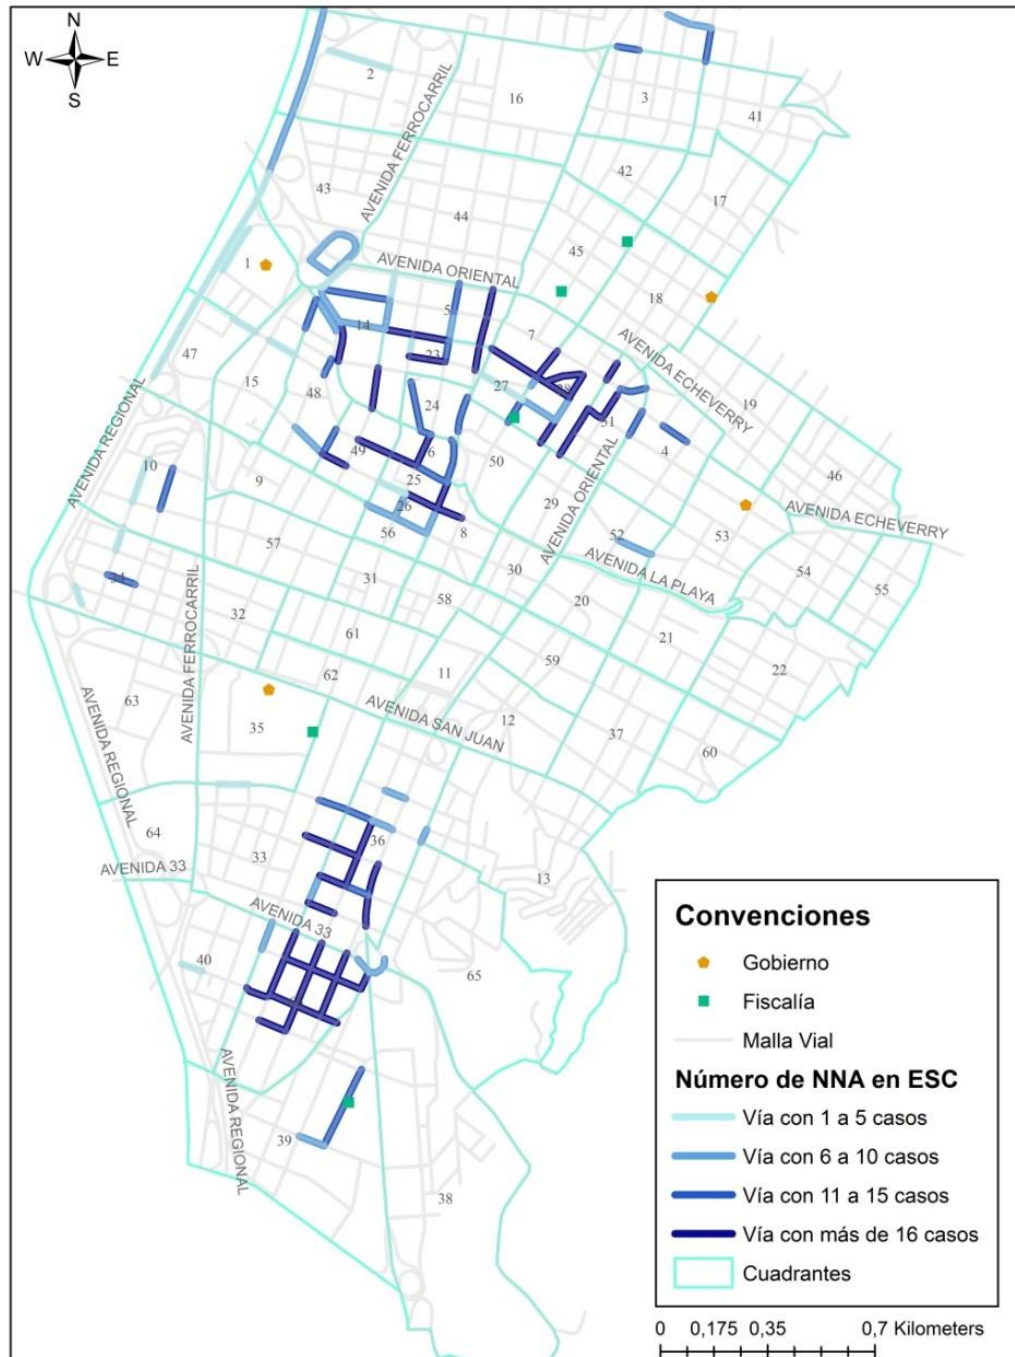 N
W E
S
2
16
3
41
AVENIDA FERROCARRIL
42
43
17
44
45
1
AVENIDA ORIENTAL
18
5
14
7
47
23
AVENIDA ECHEVERRY
15
48
27
28
19
24
51
AVENIDA REGIONAL
6
49
4
10
50
46
9
25
26
29
AVENIDA ORIENTAL
AVENIDA ECHEVERRY
56
8
52
53
57
30
54
AVENIDA LA PLAYA
31
55
34
58
20
AVENIDA FERROCARRIL
32
61
21
59
62
11
22
63
35
12
AVENIDA SAN JUAN
37
60
AVENIDA REGIONAL
64
36
33
13
AVENIDA 33
AVENIDA 33
40
65
AVENIDA REGIONAL
39
38
Convenciones
Gobierno
Fiscalía
Malla Vial
Número de NNA en ESC
Vía con 1 a 5 casos
Vía con 6 a 10 casos
Vía con 11 a 15 casos
Vía con más de 16 casos
Cuadrantes
0 0,175 0,35 0,7 Kilometers